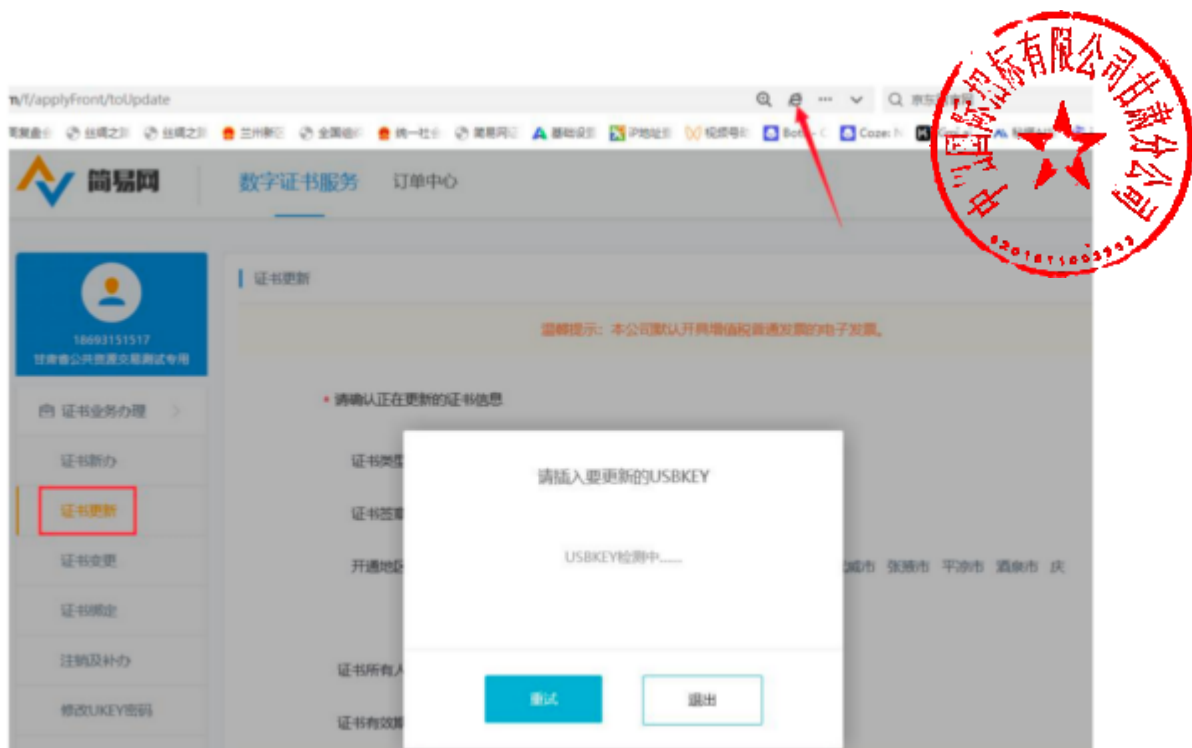 n/f/applyFront/toUpdate
丝绸之 丝绸之 兰州新区 全国组 统一社会 简易网 基础设 IP地址 视频号
简易网 数字证书服务 订单中心
18693151517
甘肃省公共资源交易测试专用
证书更新
温馨提示：本公司默认开具增值税普通发票的电子发票。
证书业务办理
* 请确认正在更新的证书信息
证书新办
证书类型
请插入要更新的USBKEY
证书更新
证书签章
USBKEY检测中......
证书变更
开通地区
威市 张掖市 平凉市 酒泉市 庆
证书绑定
注销及补办
证书所有人
重试 退出
修改UKEY密码
证书有效期
中国国际招标有限公司甘肃分公司